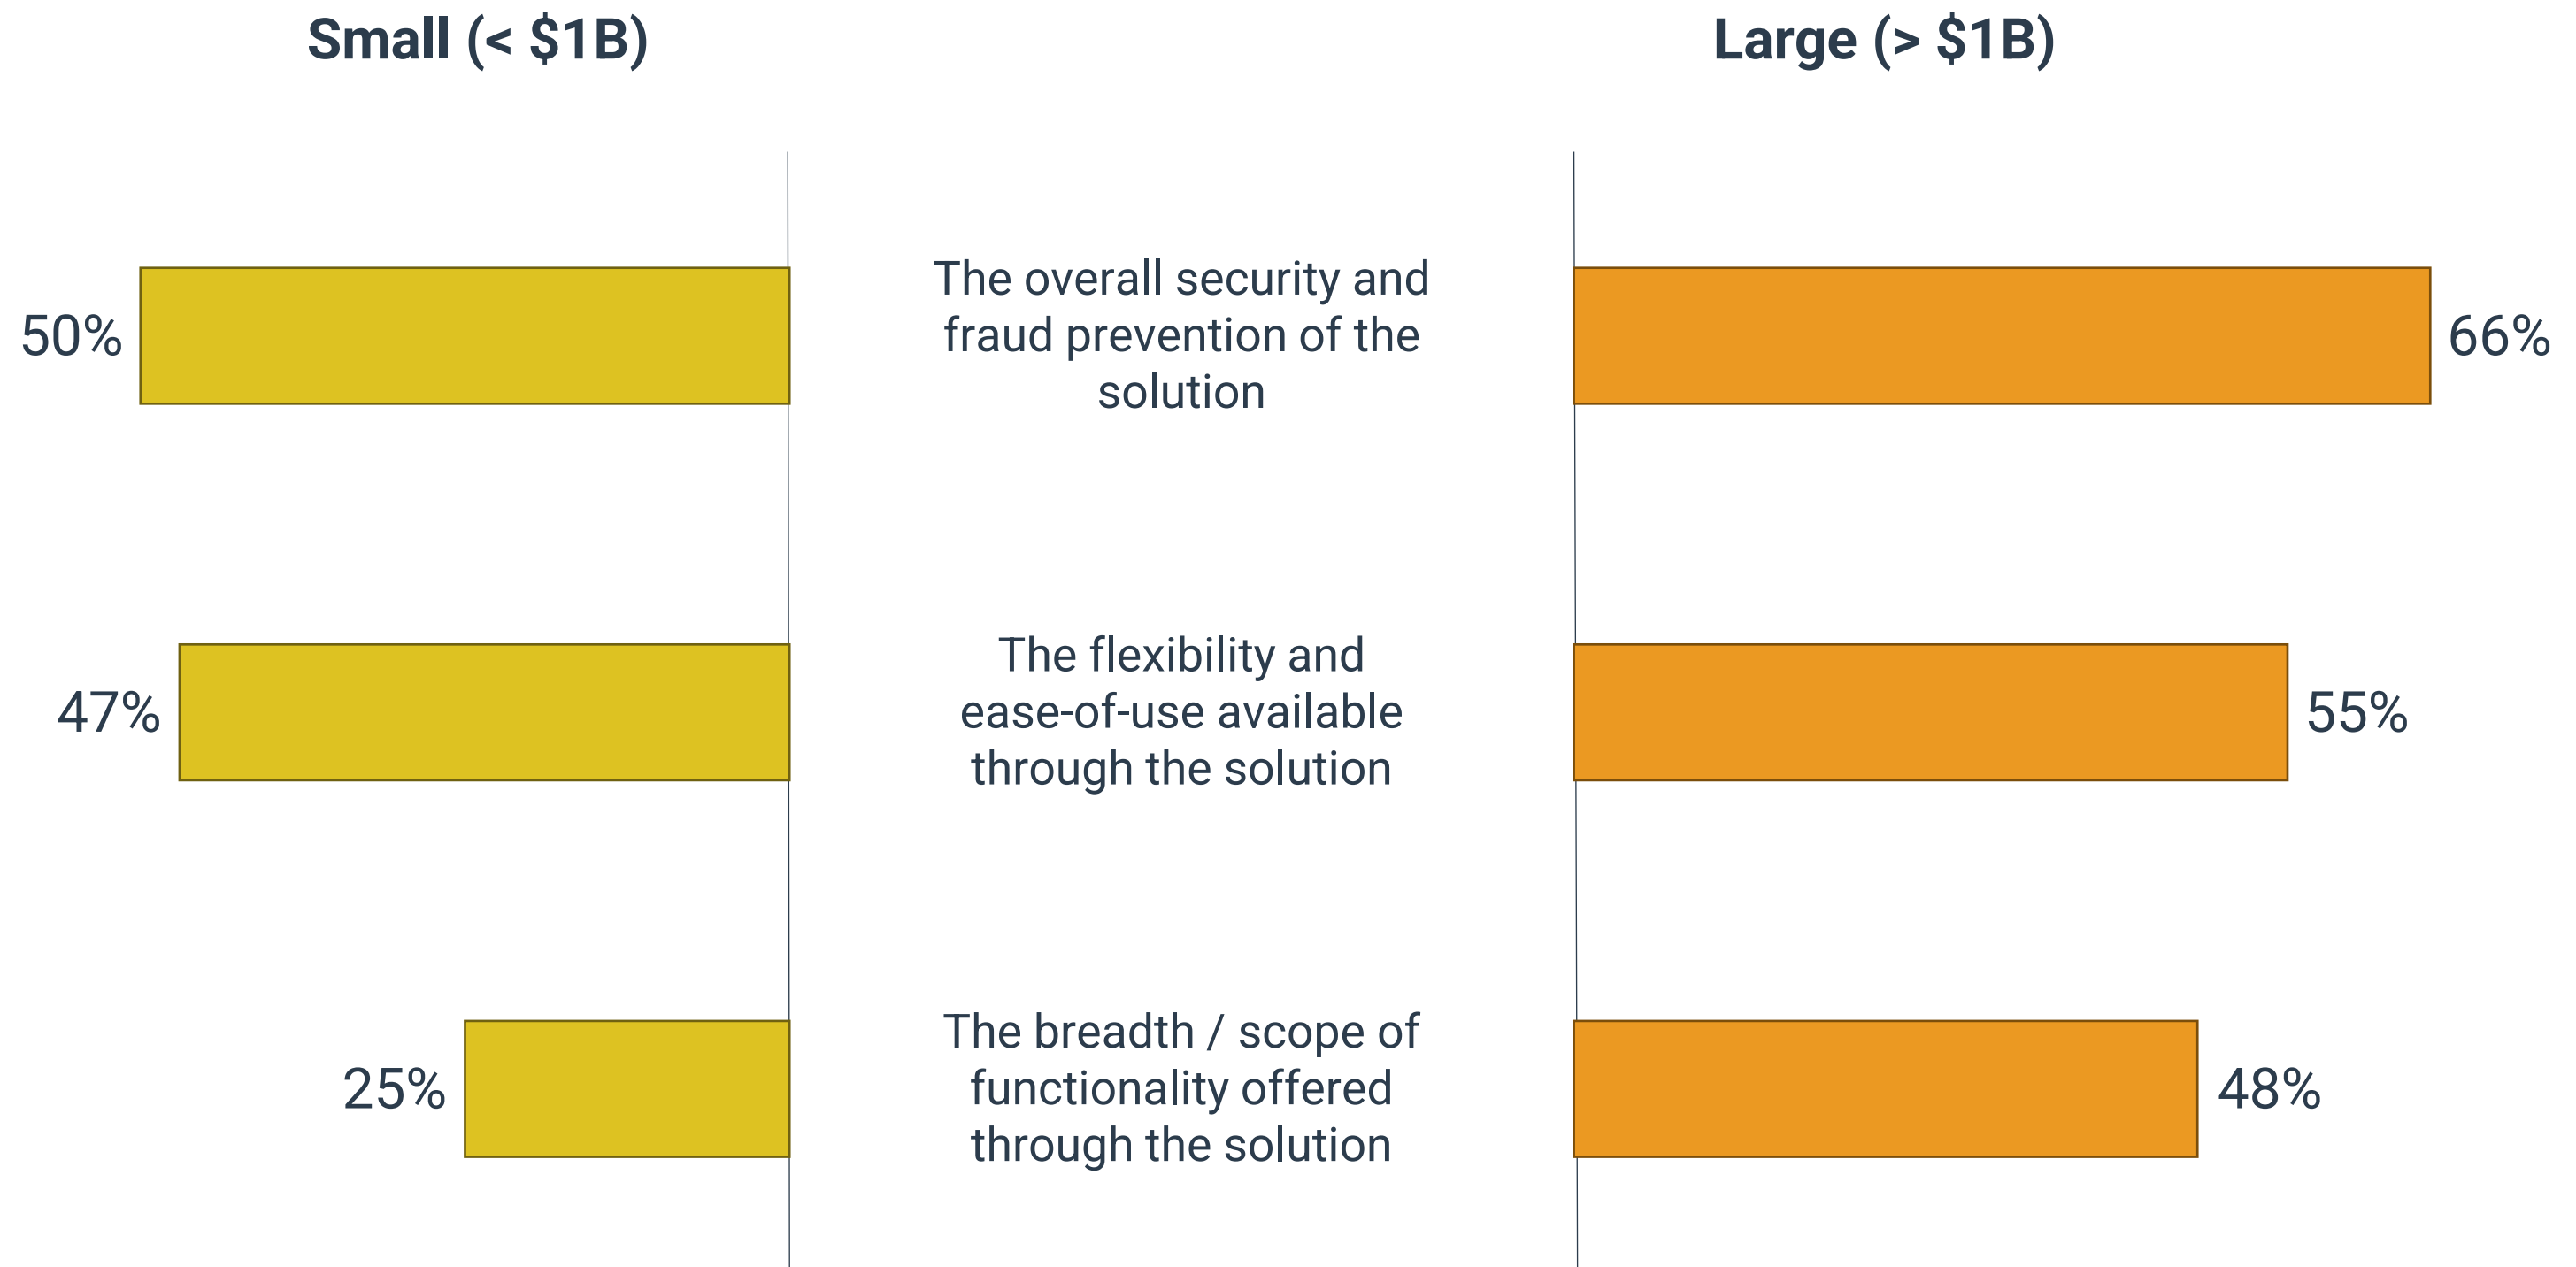 Small (< $1B)
Large (> $1B)
50%
The overall security and
fraud prevention of the
solution
66%
47%
The flexibility and
ease-of-use available
through the solution
55%
25%
The breadth / scope of
functionality offered
through the solution
48%